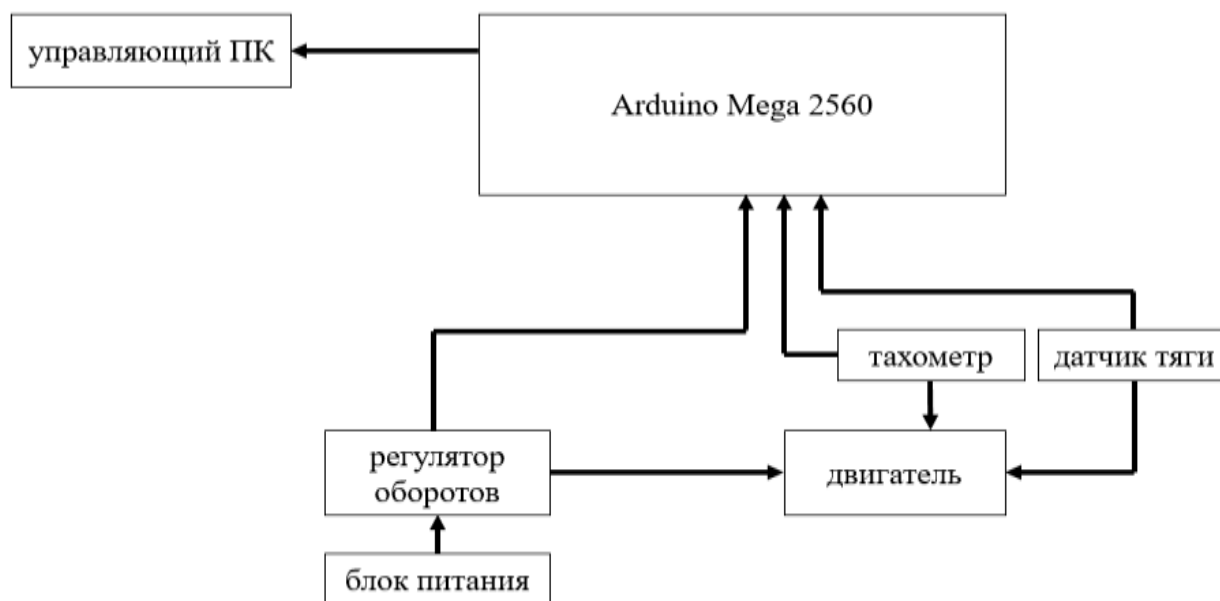 управляющий ПК
Arduino Mega 2560
тахометр
датчик тяги
регулятор
оборотов
двигатель
блок питания